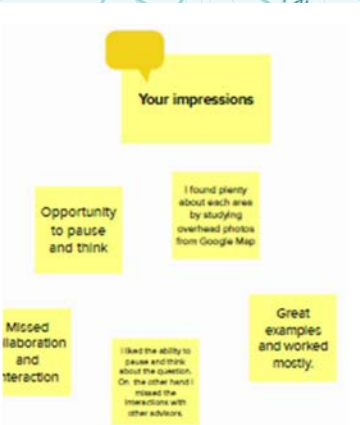 Your impressions
I found plenty
about each area
by studying
overhead photos
from Google Map
Opportunity
to pause
and think
Great
examples
and worked
mostly.
Missed
llaboration
and
nteraction
I liked the ability to
pause and think
about the question.
On the other hand I
missed the
interactions with
other advisors.